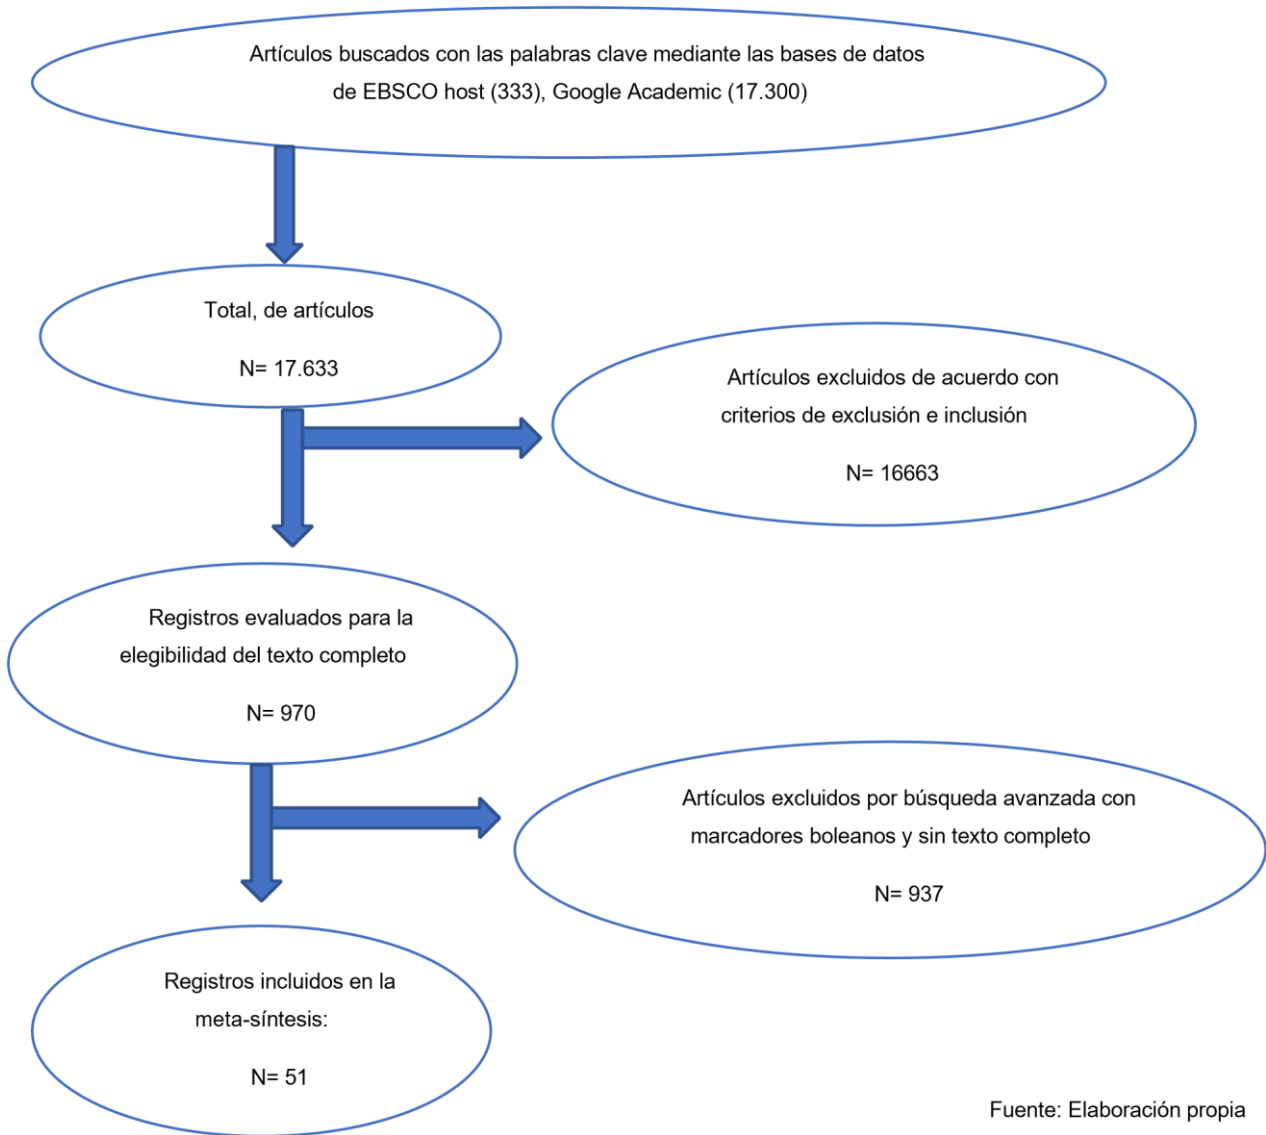 Artículos buscados con las palabras clave mediante las bases de datos
de EBSCO host (333), Google Academic (17.300)
Total, de artículos
N= 17.633
Artículos excluidos de acuerdo con
criterios de exclusión e inclusión
N= 16663
Registros evaluados para la
elegibilidad del texto completo
N= 970
Artículos excluidos por búsqueda avanzada con
marcadores boleanos y sin texto completo
N= 937
Registros incluidos en la
meta-síntesis:
N= 51
Fuente: Elaboración propia